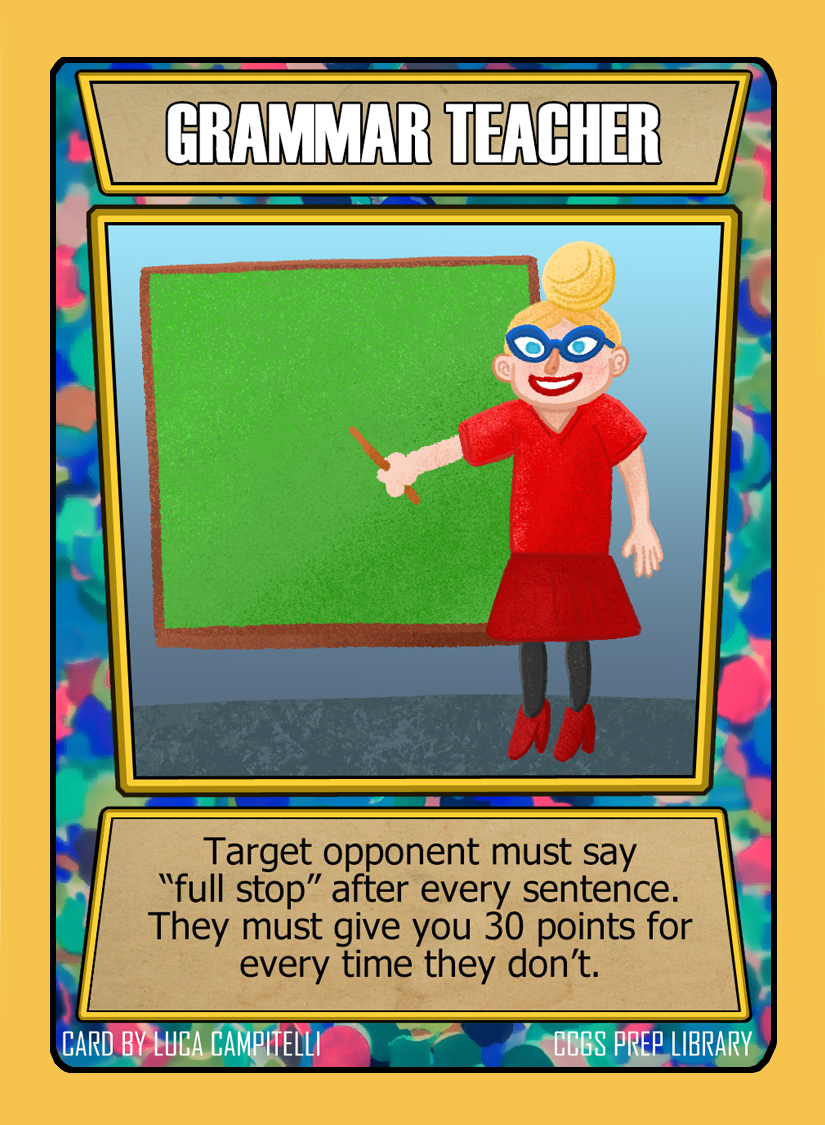 GRAMMAR TEACHER
Target opponent must say
“full stop” after every sentence.
They must give you 30 points for
every time they don’t.
CARD BY LUCA CAMPITELLI
CCGS PREP LIBRARY